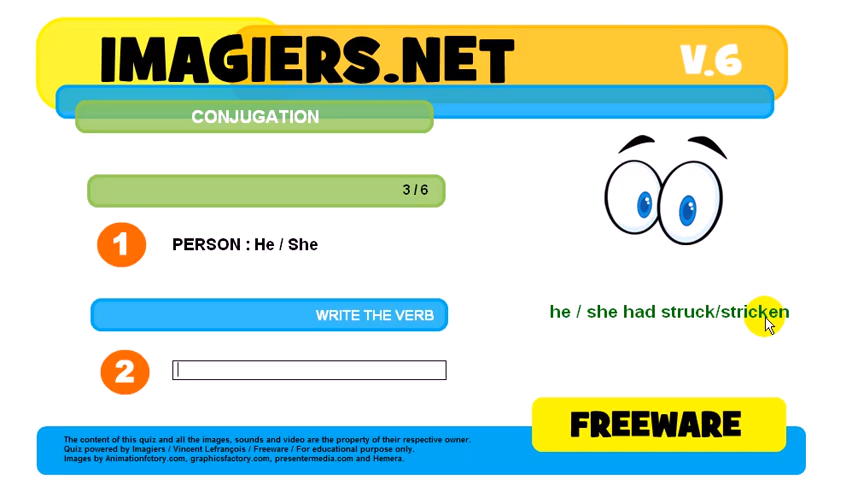 IMAGIERS.NET
V.6
CONJUGATION
3 / 6
1
PERSON : He / She
WRITE THE VERB
he / she had struck/stricken
2
FREEWARE
The content of this quiz and all the images, sounds and video are the property of their respective owner.
Quiz powered by Imagiers / Vincent Lefrançois / Freeware / For educational purpose only.
Images by Animationfctory.com, graphicsfactory.com, presentermedia.com and Hemera.